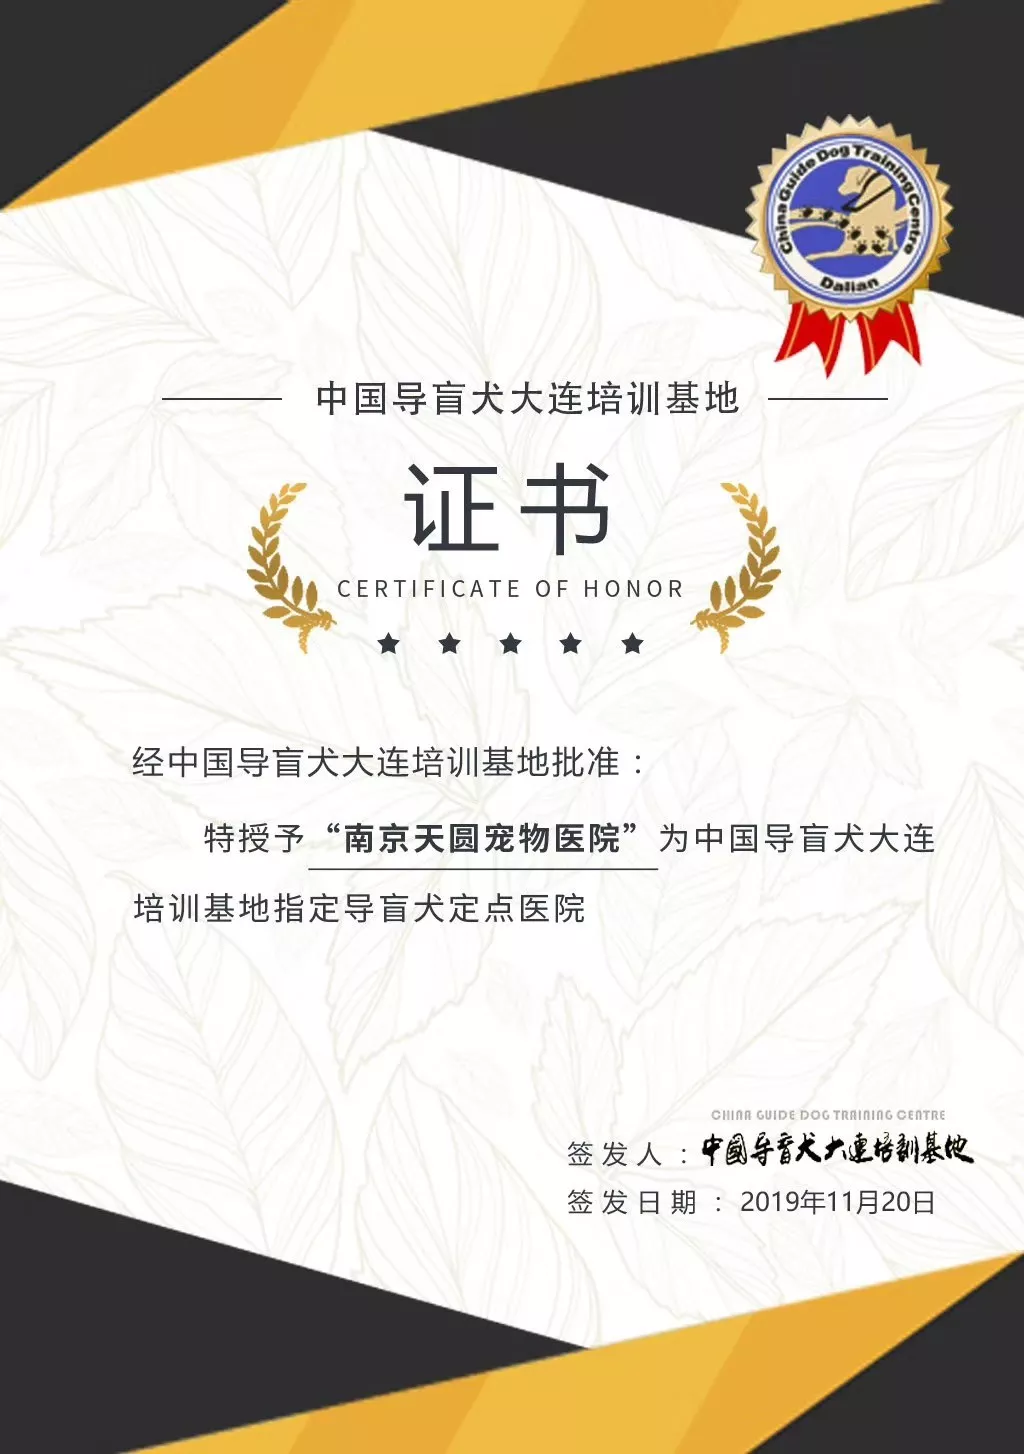 China Guide Dog Training Centre
Dalian
中国导盲犬大连培训基地
证书
CERTIFICATE OF HONOR
经中国导盲犬大连培训基地批准：
特授予“南京天圆宠物医院”为中国导盲犬大连
培训基地指定导盲犬定点医院
CHINA GUIDE DOG TRAINING CENTRE
签发人：中國导盲犬大連培訓基地
签发日期：2019年11月20日